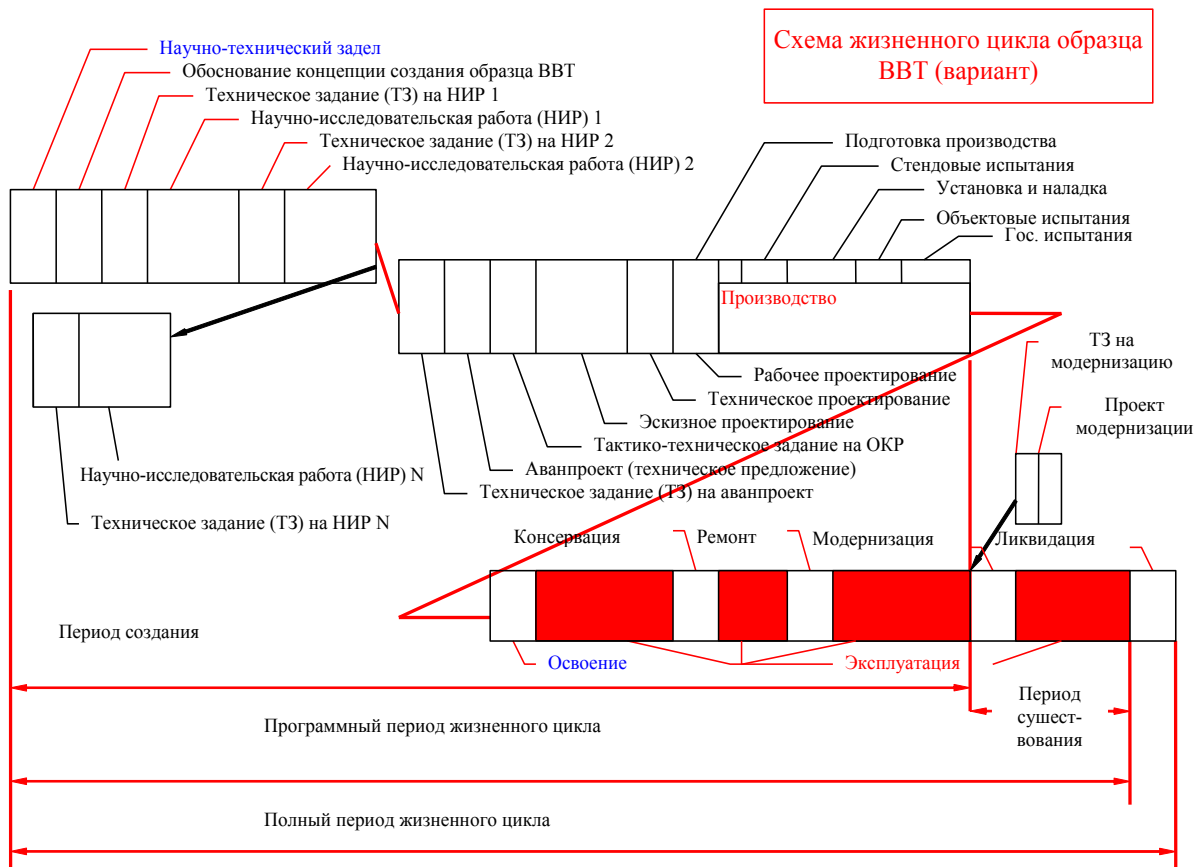 Схема жизненного цикла образца
ВВТ (вариант)
Научно-технический задел
Обоснование концепции создания образца ВВТ
Техническое задание (ТЗ) на НИР 1
Научно-исследовательская работа (НИР) 1
Техническое задание (ТЗ) на НИР 2
Научно-исследовательская работа (НИР) 2
Подготовка производства
Стендовые испытания
Установка и наладка
Объектовые испытания
Гос. испытания
Производство
ТЗ на
модернизацию
Рабочее проектирование
Техническое проектирование
Эскизное проектирование
Тактико-техническое задание на ОКР
Аванпроект (техническое предложение)
Техническое задание (ТЗ) на аванпроект
Проект
модернизации
Научно-исследовательская работа (НИР) N
Техническое задание (ТЗ) на НИР N
Консервация
Ремонт
Модернизация
Ликвидация
Период создания
Освоение
Эксплуатация
Программный период жизненного цикла
Период
сушест-
вования
Полный период жизненного цикла